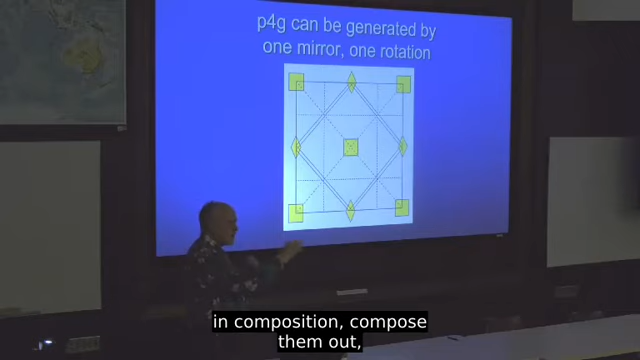 p4g can be generated by
one mirror, one rotation
in composition, compose
them out,